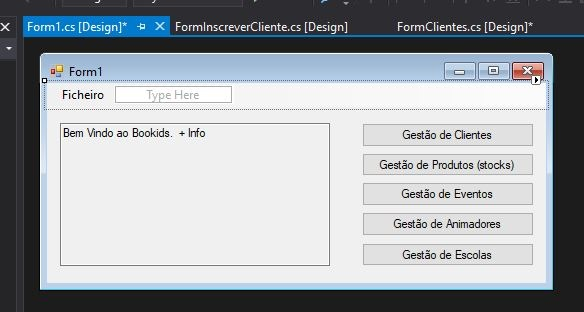 Form1.cs [Design]* FormInscreverCliente.cs [Design] FormClientes.cs [Design]*
Form1
Ficheiro Type Here
Bem Vindo ao Bookids. + Info
Gestão de Clientes
Gestão de Produtos (stocks)
Gestão de Eventos
Gestão de Animadores
Gestão de Escolas